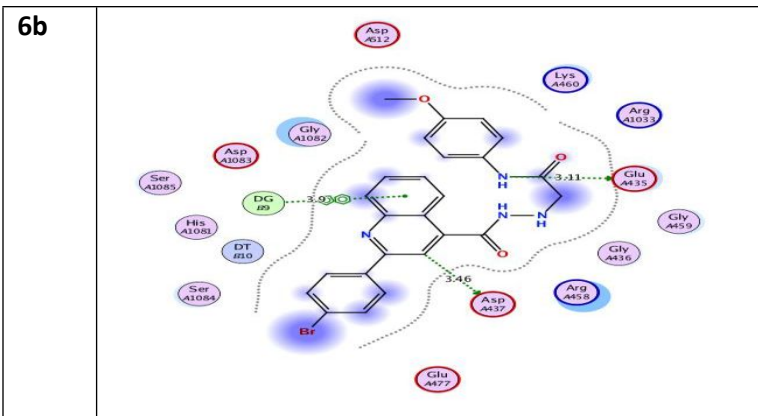 6b
Asp
A612
Lys
A460
Arg
A1033
Gly
A1082
Asp
A1083
Ser
A1085
DG
B9
3.9
His
A1081
DT
B10
Ser
A1084
O
O
N
H
3.11
Glu
A435
Gly
A459
Gly
A436
H
N
N
H
N
O
3.46
Asp
A437
Arg
A458
Br
Glu
A477